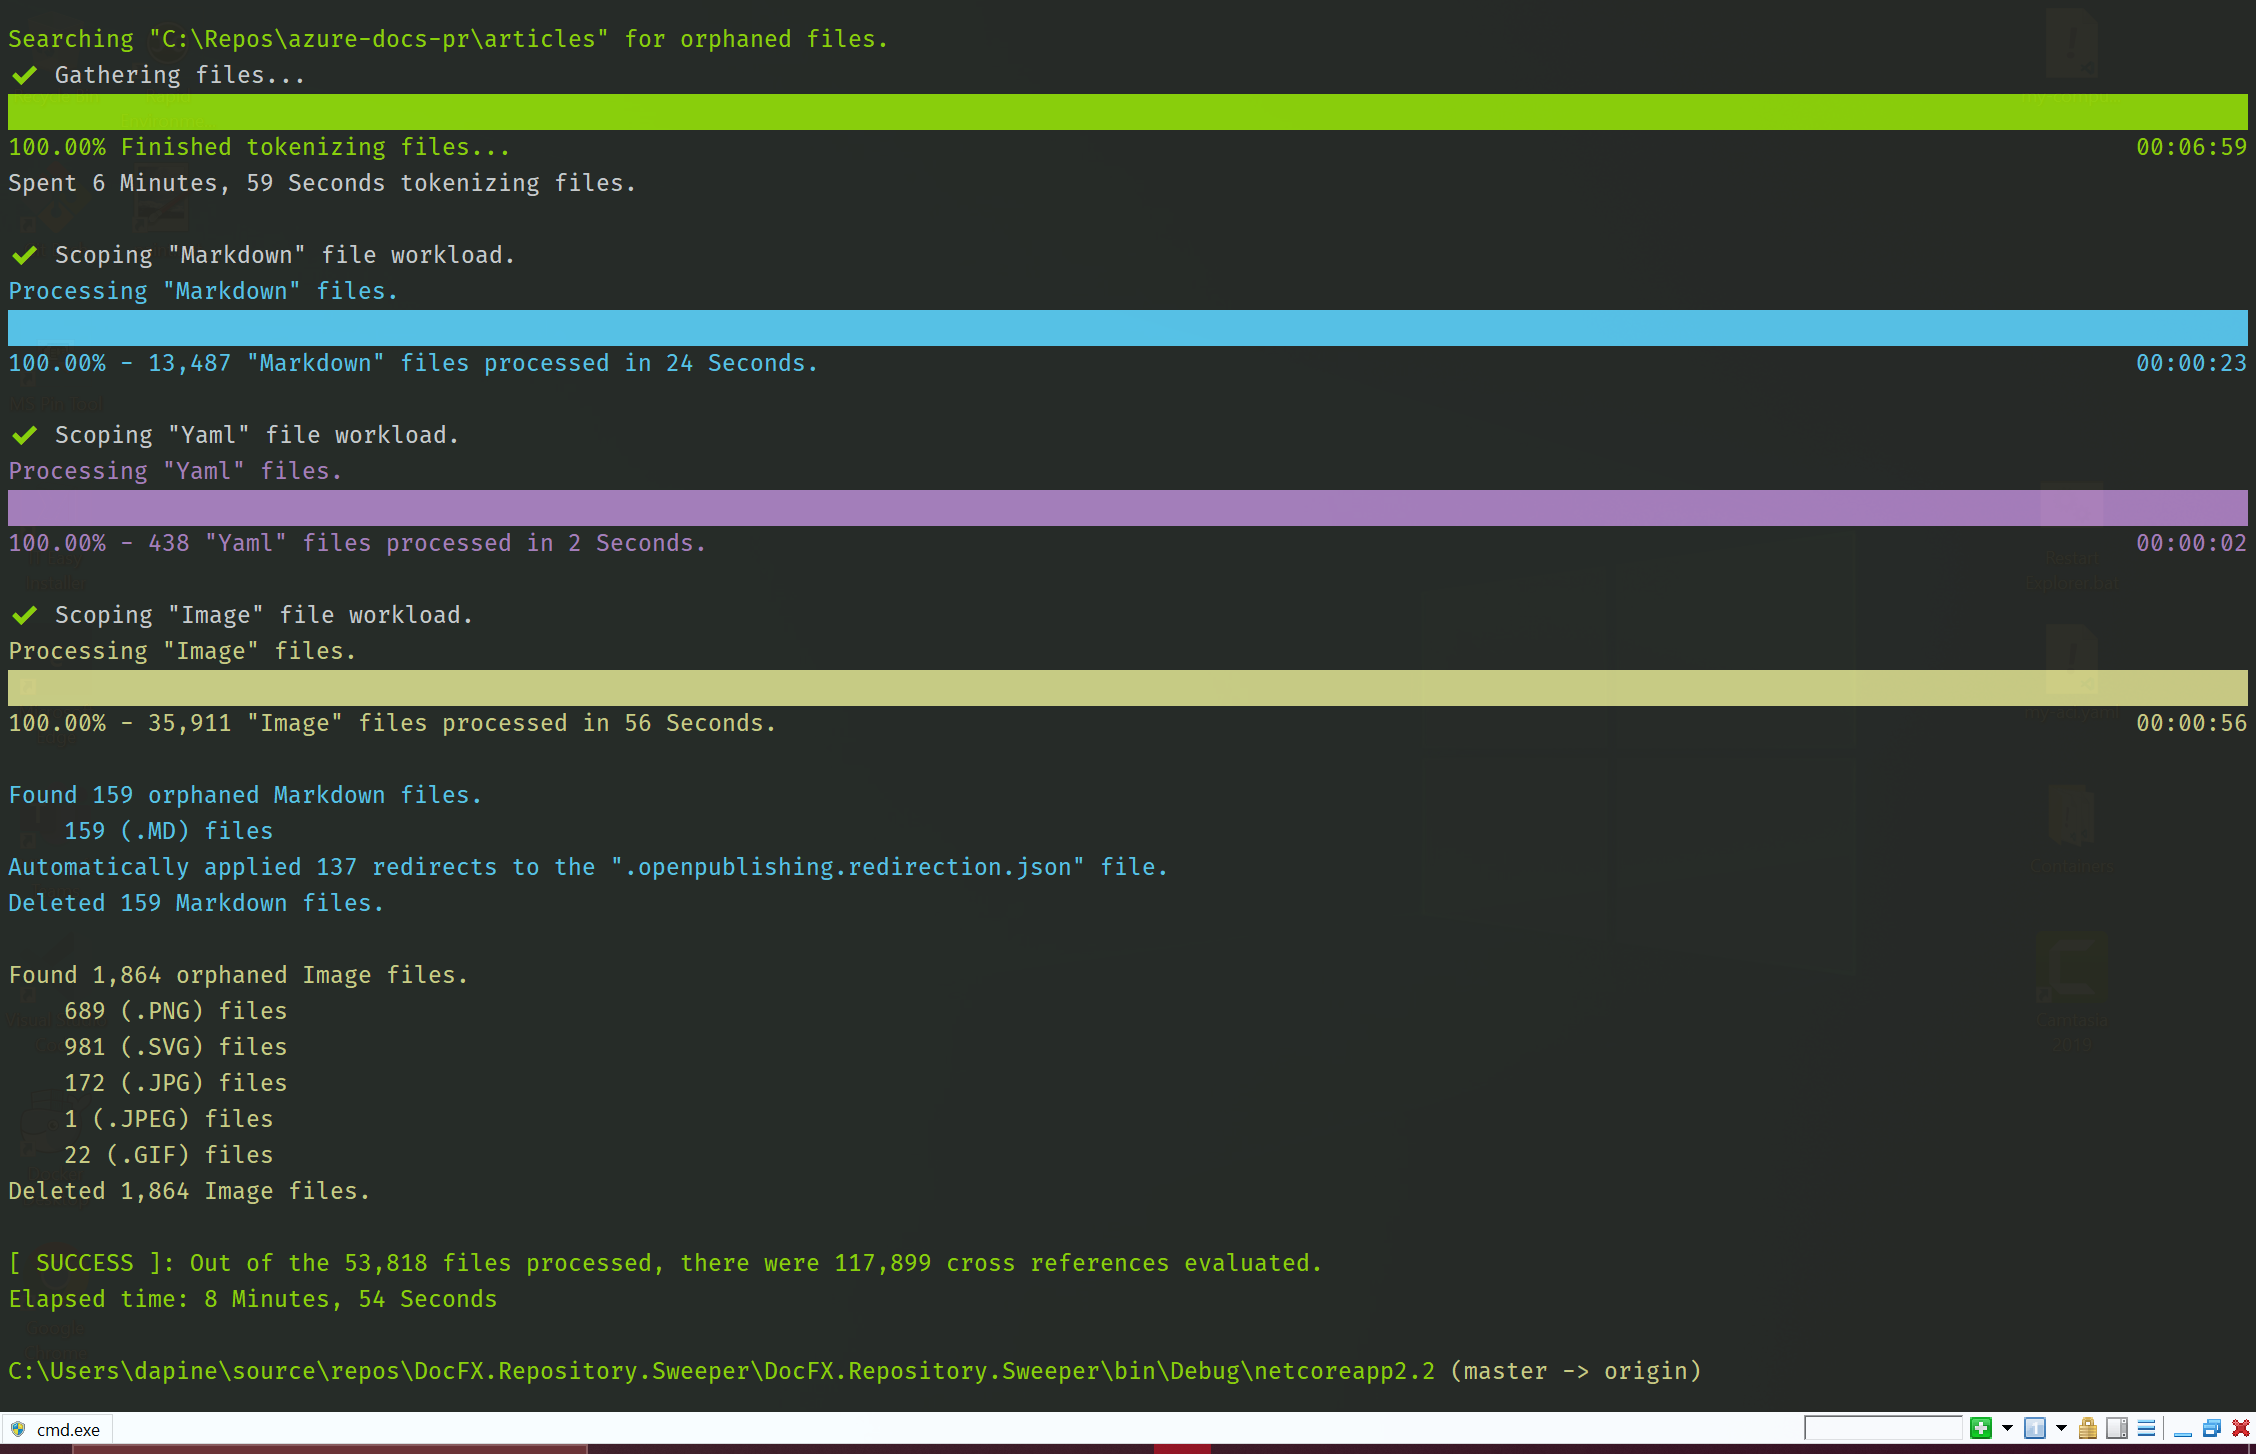 Searching "C:\Repos\azure-docs-pr\articles" for orphaned files.
✔ Gathering files...
100.00% Finished tokenizing files... 00:06:59
Spent 6 Minutes, 59 Seconds tokenizing files.
✔ Scoping "Markdown" file workload.
Processing "Markdown" files.
100.00% - 13,487 "Markdown" files processed in 24 Seconds. 00:00:23
✔ Scoping "Yaml" file workload.
Processing "Yaml" files.
100.00% - 438 "Yaml" files processed in 2 Seconds. 00:00:02
✔ Scoping "Image" file workload.
Processing "Image" files.
100.00% - 35,911 "Image" files processed in 56 Seconds. 00:00:56
Found 159 orphaned Markdown files.
159 (.MD) files
Automatically applied 137 redirects to the ".openpublishing.redirection.json" file.
Deleted 159 Markdown files.
Found 1,864 orphaned Image files.
689 (.PNG) files
981 (.SVG) files
172 (.JPG) files
1 (.JPEG) files
22 (.GIF) files
Deleted 1,864 Image files.
[ SUCCESS ]: Out of the 53,818 files processed, there were 117,899 cross references evaluated.
Elapsed time: 8 Minutes, 54 Seconds
C:\Users\dapine\source\repos\DocFX.Repository.Sweeper\DocFX.Repository.Sweeper\bin\Debug\netcoreapp2.2 (master -> origin)
cmd.exe
1
Restart
Explorer.bat
Containers
Camtasia
2019